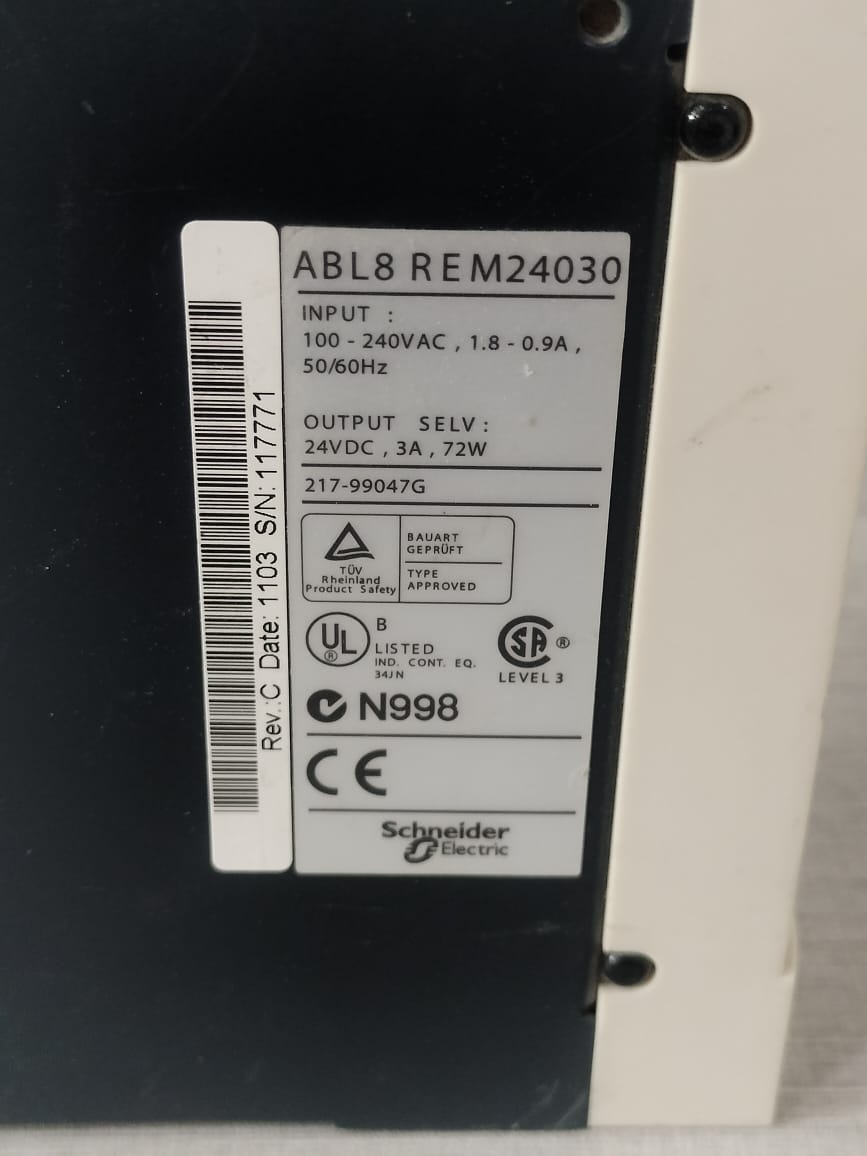 ABL8 REM24030
INPUT :
100 - 240VAC , 1.8 - 0.9A ,
50/60Hz
OUTPUT SELV :
24VDC , 3A , 72W
217-99047G
TÜV
Rheinland
Product Safety
BAUART
GEPRÜFT
TYPE
APPROVED
UL
®
B
LISTED
IND. CONT. EQ.
34JN
SA ®
LEVEL 3
N998
CE
Schneider
Electric
Rev.:C Date: 1103 S/N: 117771